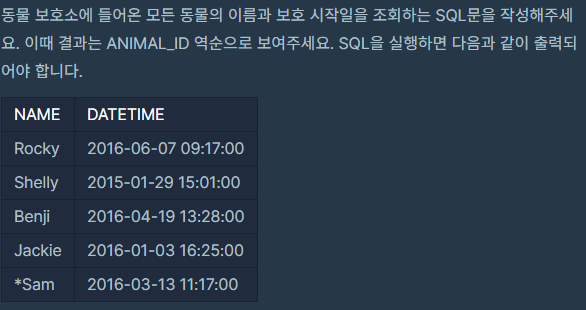 동물 보호소에 들어온 모든 동물의 이름과 보호 시작일을 조회하는 SQL문을 작성해주세
요. 이때 결과는 ANIMAL_ID 역순으로 보여주세요. SQL을 실행하면 다음과 같이 출력되
어야 합니다.
NAME DATETIME
Rocky 2016-06-07 09:17:00
Shelly 2015-01-29 15:01:00
Benji 2016-04-19 13:28:00
Jackie 2016-01-03 16:25:00
*Sam 2016-03-13 11:17:00